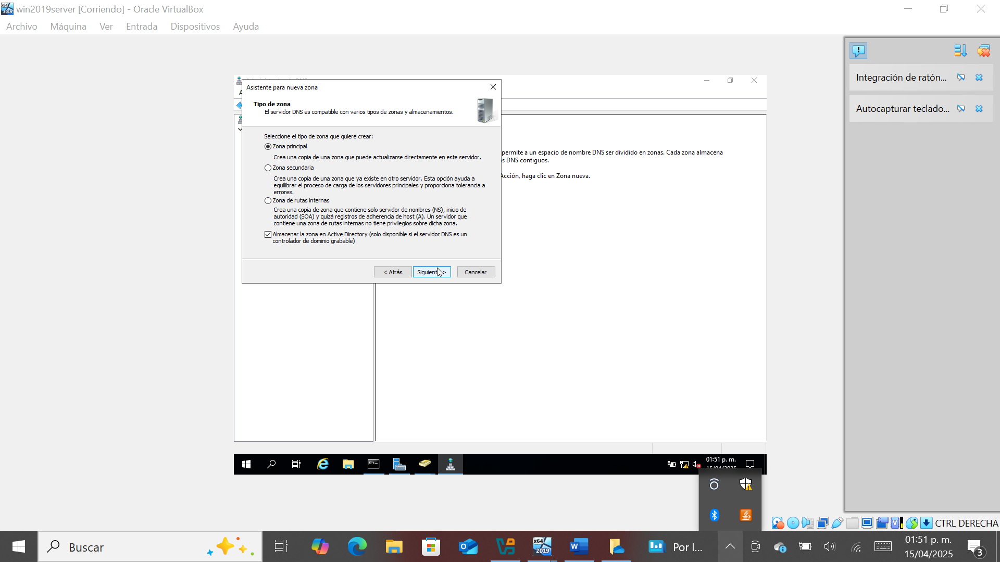 win2019server [Corriendo] - Oracle VirtualBox
Archivo Máquina Ver Entrada Dispositivos Ayuda
Integración de ratón...
Autocapturar teclado...
Asistente para nueva zona
Tipo de zona
El servidor DNS es compatible con varios tipos de zonas y almacenamientos.
Seleccione el tipo de zona que quiere crear:
Zona principal
Crea una copia de una zona que puede actualizarse directamente en este servidor.
Zona secundaria
Crea una copia de una zona que ya existe en otro servidor. Esta opción ayuda a
equilibrar el proceso de carga de los servidores principales y proporciona tolerancia a
errores.
Zona de rutas internas
Crea una copia de zona que contiene solo servidor de nombres (NS), inicio de
autoridad (SOA) y quizá registros de adherencia de host (A). Un servidor que
contiene una zona de rutas internas no tiene privilegios sobre dicha zona.
Almacenar la zona en Active Directory (solo disponible si el servidor DNS es un
controlador de dominio grabable)
< Atrás
Siguient >
Cancelar
permite a un espacio de nombre DNS ser dividido en zonas. Cada zona almacena
s DNS contiguos.
Acción, haga clic en Zona nueva.
01:51 p. m.
15/04/2025
CTRL DERECHA
Buscar
x64
2019
Por l...
01:51 p. m.
15/04/2025
3